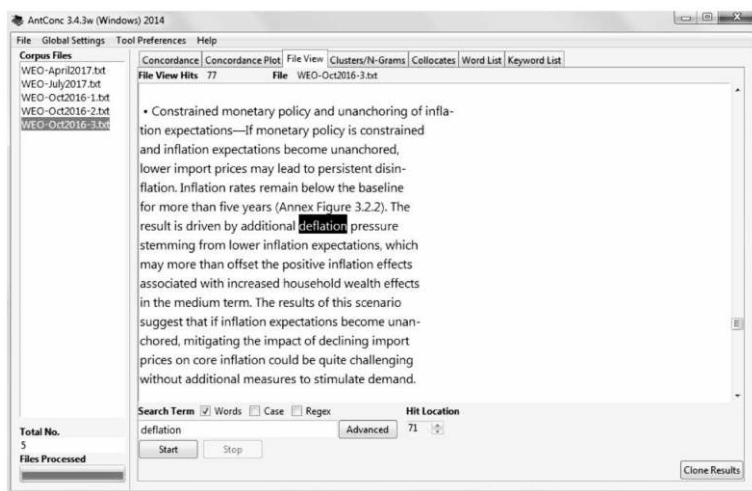 AntConc 3.4.3w (Windows) 2014
File Global Settings Tool Preferences Help
Corpus Files
WEO-April2017.txt
WEO-July2017.txt
WEO-Oct2016-1.txt
WEO-Oct2016-2.txt
WEO-Oct2016-3.txt
Concordance Concordance Plot File View Clusters/N-Grams Collocates Word List Keyword List
File View Hits 77 File WEO-Oct2016-3.txt
• Constrained monetary policy and unanchoring of infla-
tion expectations—If monetary policy is constrained
and inflation expectations become unanchored,
lower import prices may lead to persistent disin-
flation. Inflation rates remain below the baseline
for more than five years (Annex Figure 3.2.2). The
result is driven by additional deflation pressure
stemming from lower inflation expectations, which
may more than offset the positive inflation effects
associated with increased household wealth effects
in the medium term. The results of this scenario
suggest that if inflation expectations become unan-
chored, mitigating the impact of declining import
prices on core inflation could be quite challenging
without additional measures to stimulate demand.
Search Term Words Case Regex Hit Location
deflation Advanced 71
Start Stop
Total No.
5
Files Processed
Clone Results